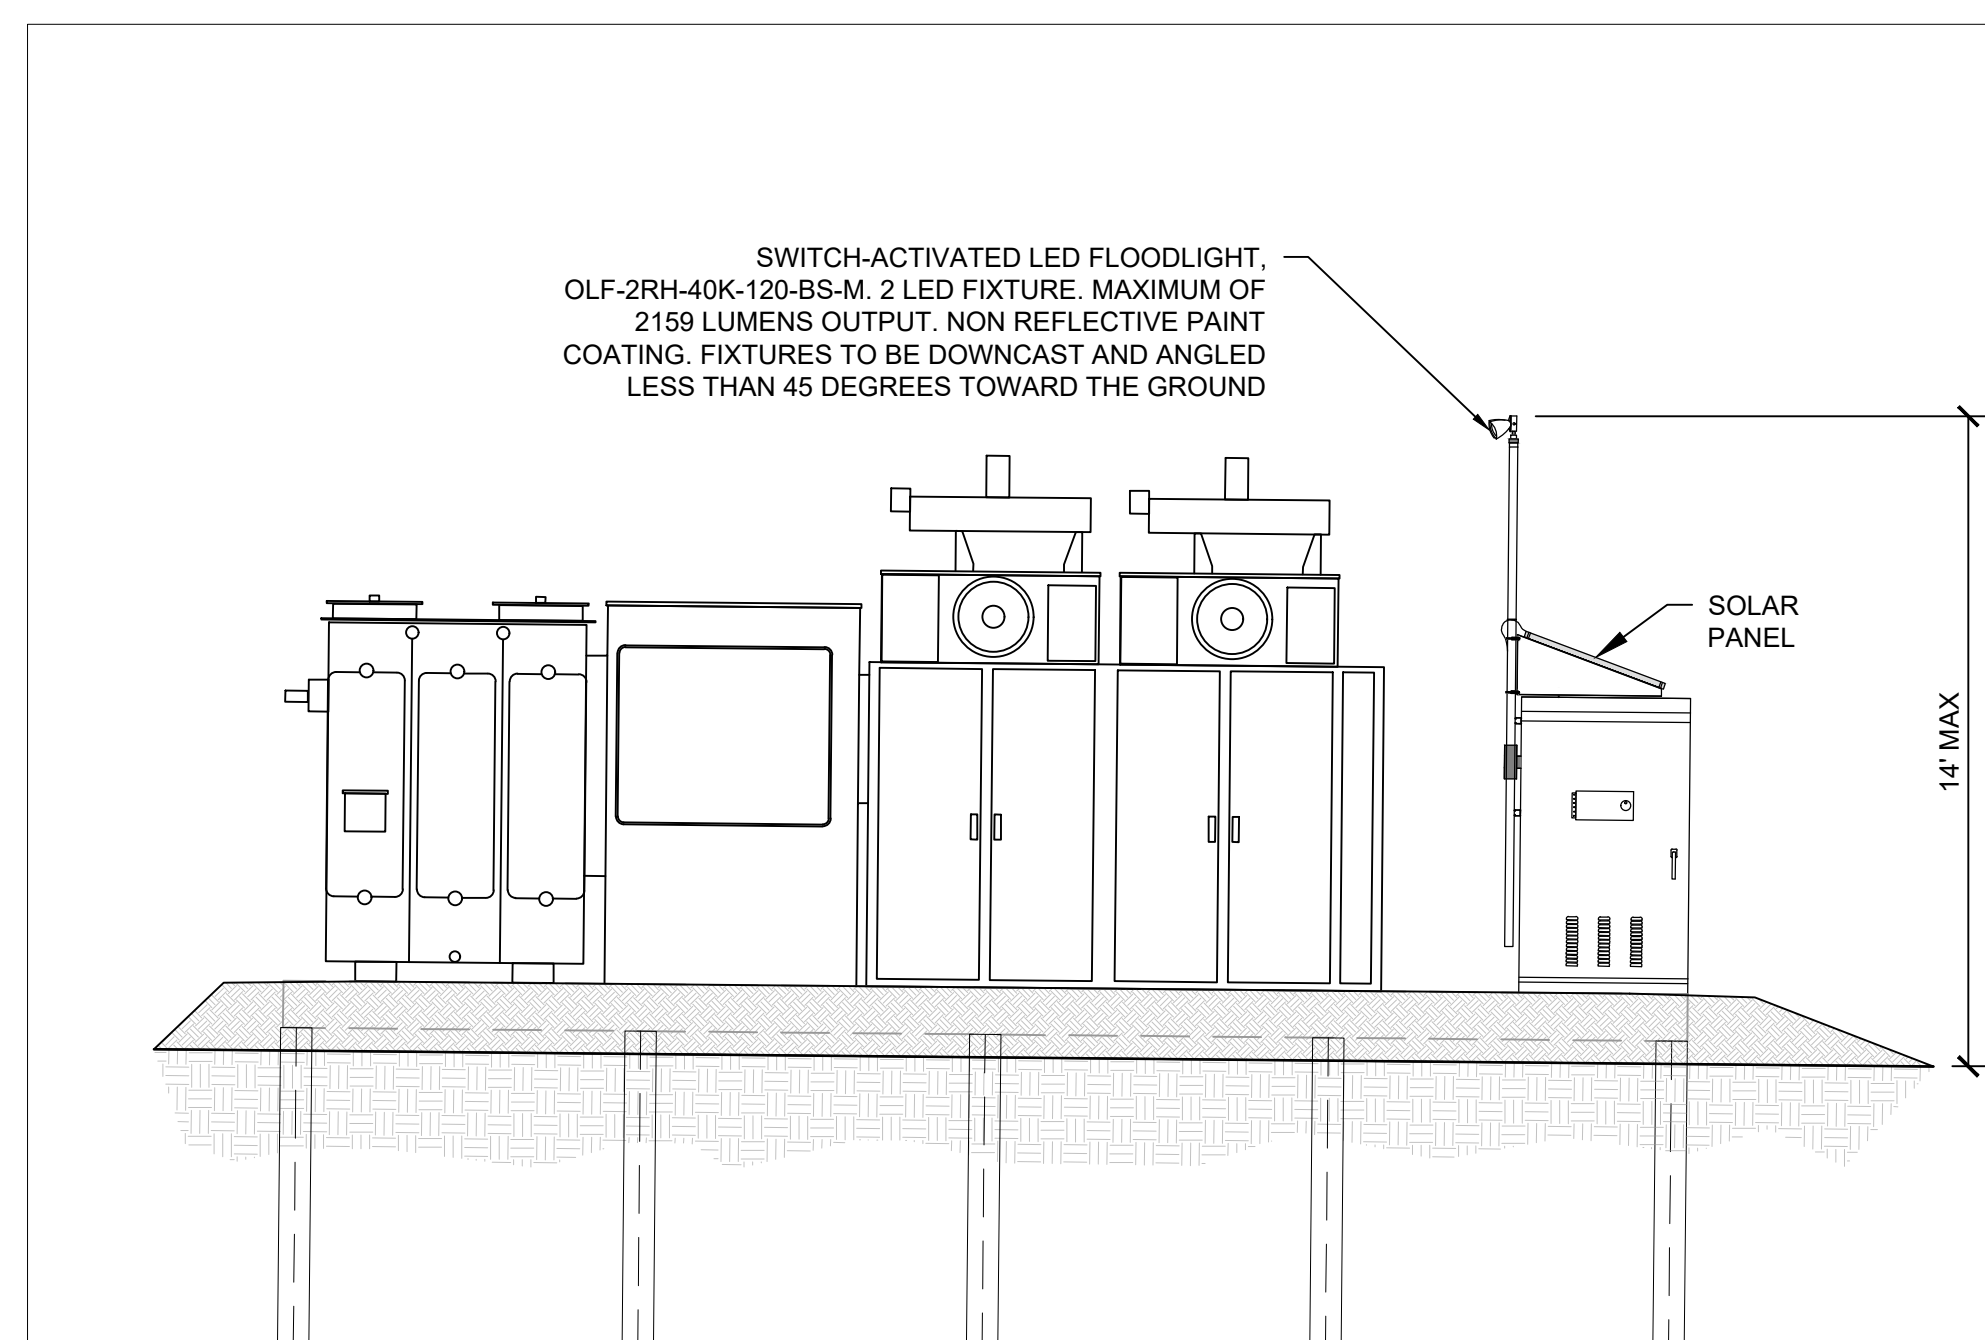 SWITCH-ACTIVATED LED FLOODLIGHT,
OLF-2RH-40K-120-BS-M. 2 LED FIXTURE. MAXIMUM OF
2159 LUMENS OUTPUT. NON REFLECTIVE PAINT
COATING. FIXTURES TO BE DOWNCAST AND ANGLED
LESS THAN 45 DEGREES TOWARD THE GROUND
SOLAR
PANEL
14' MAX